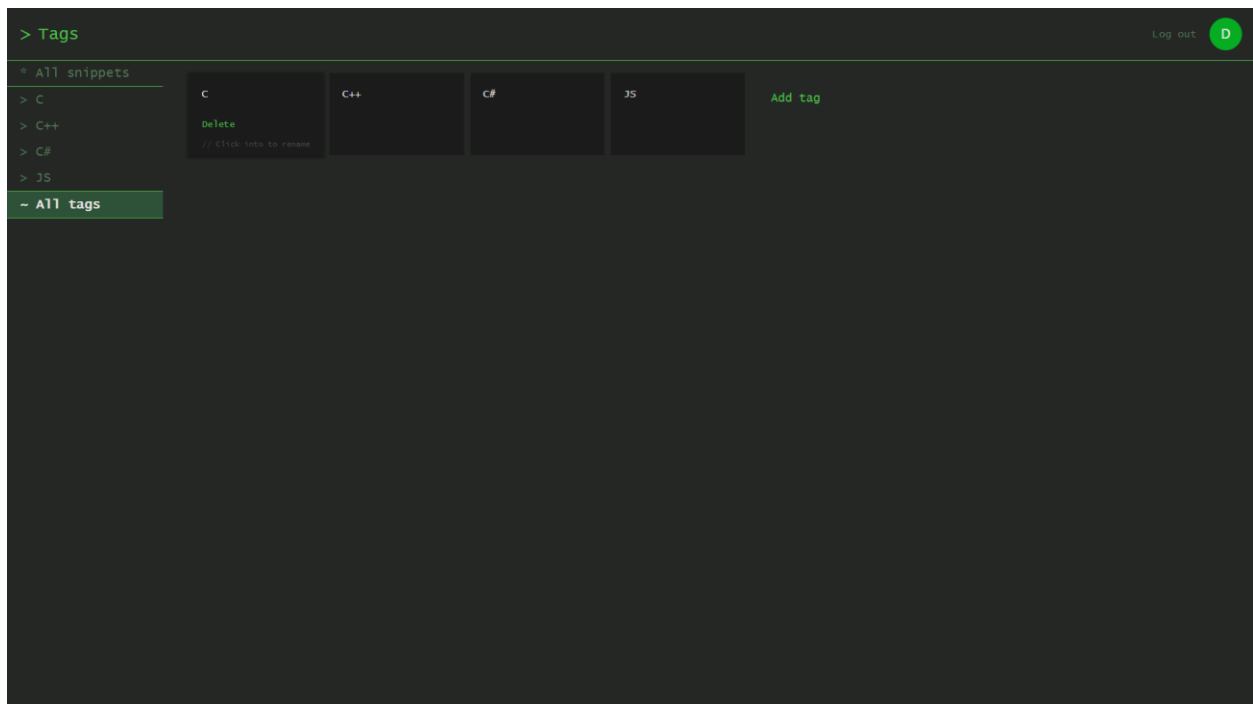 > Tags
Log out
D
* All snippets
> C
> C++
> C#
> JS
~ All tags
C
Delete
// Click into to rename
C++
C#
JS
Add tag